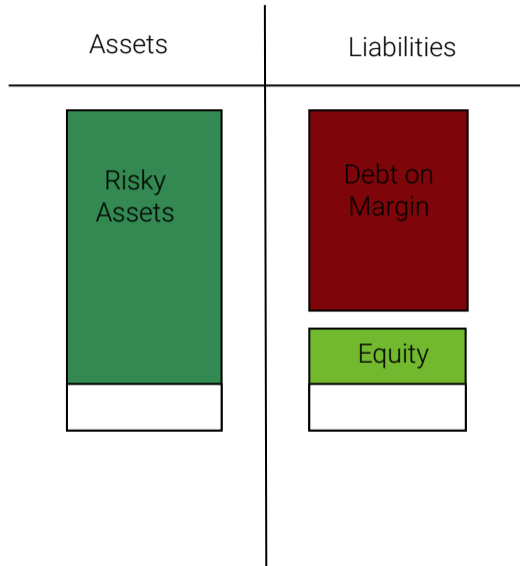 Assets
Liabilities
Risky
Assets
Debt on
Margin
Equity